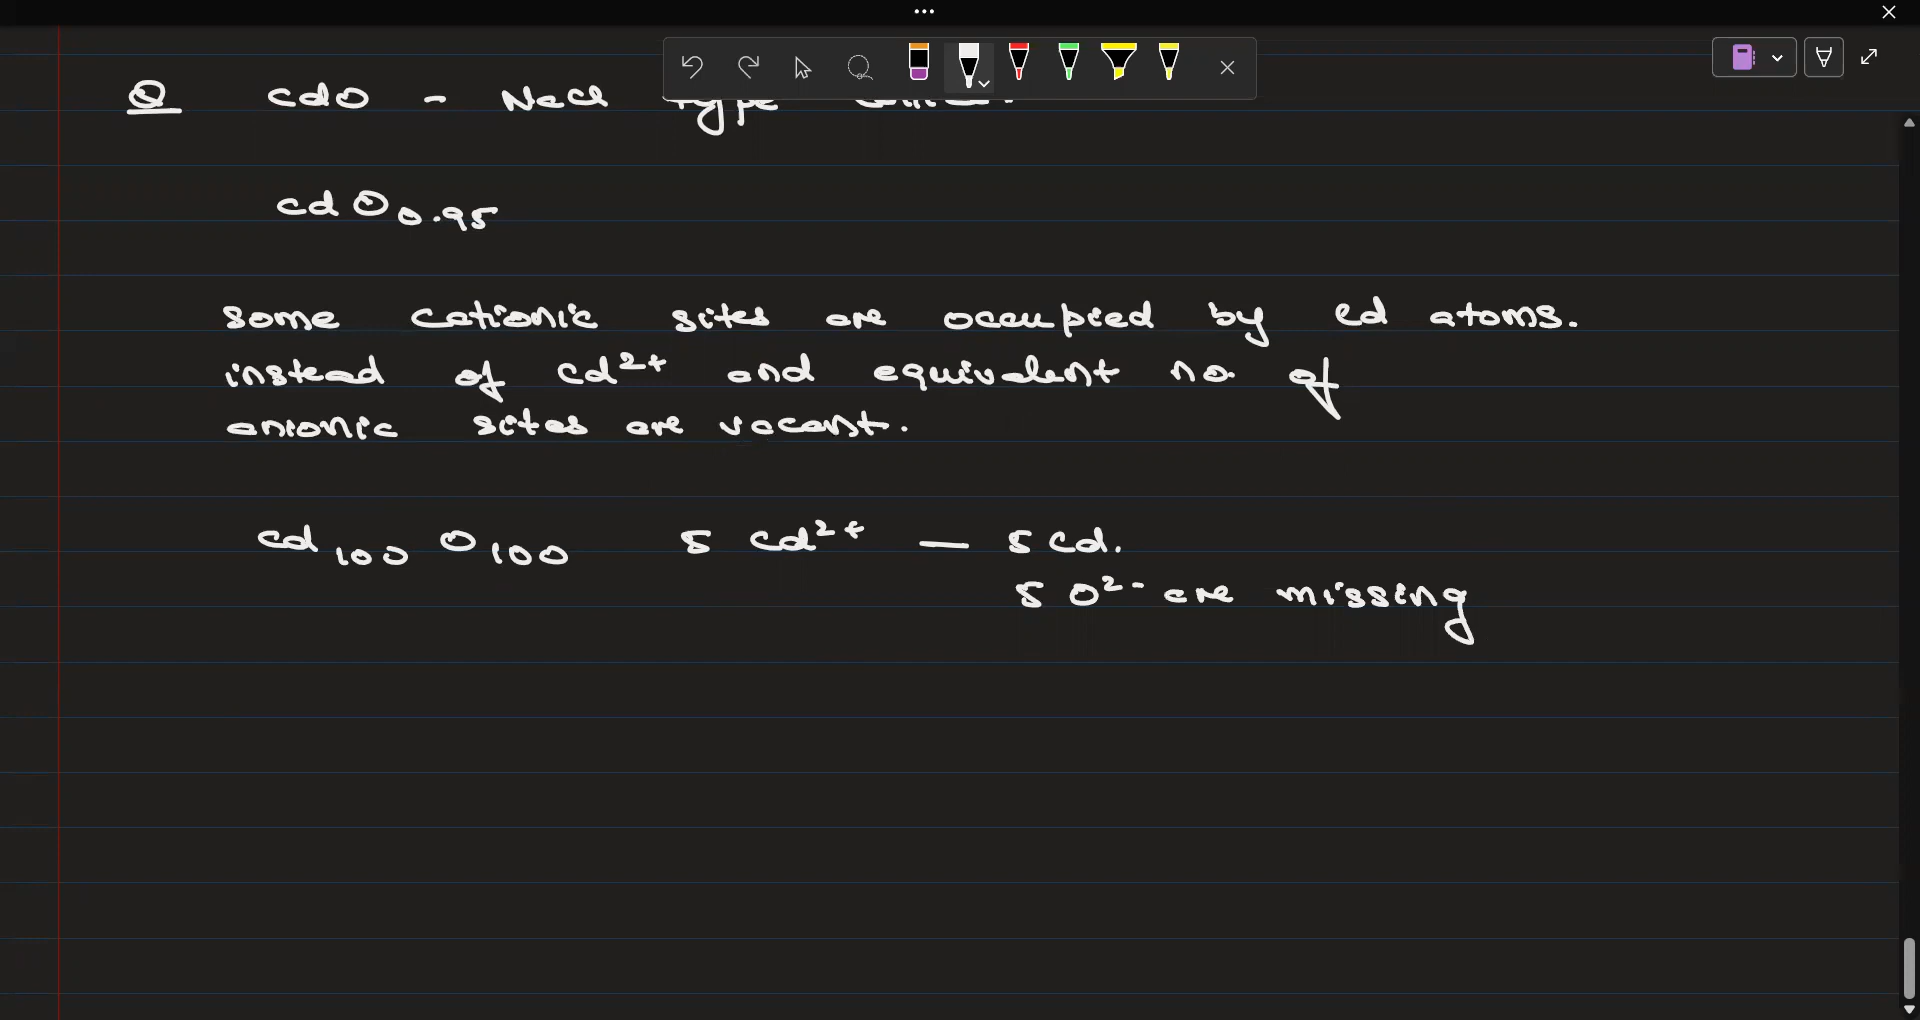 Q CdO - NaCl type
CdO0.95
some cationic sites are occupied by Cd atoms.
instead of Cd2+ and equivalent no. of
anionic sites are vacant.
Cd100 O100 5 Cd2+ — 5 Cd.
5 O2- are missing